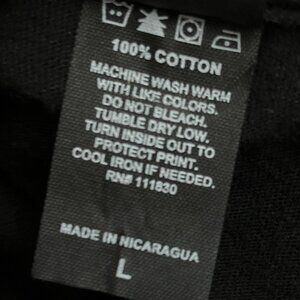 100% COTTON
MACHINE WASH WARM
WITH LIKE COLORS.
DO NOT BLEACH.
TUMBLE DRY LOW.
TURN INSIDE OUT TO
PROTECT PRINT.
COOL IRON IF NEEDED.
RN# 111830
MADE IN NICARAGUA
L